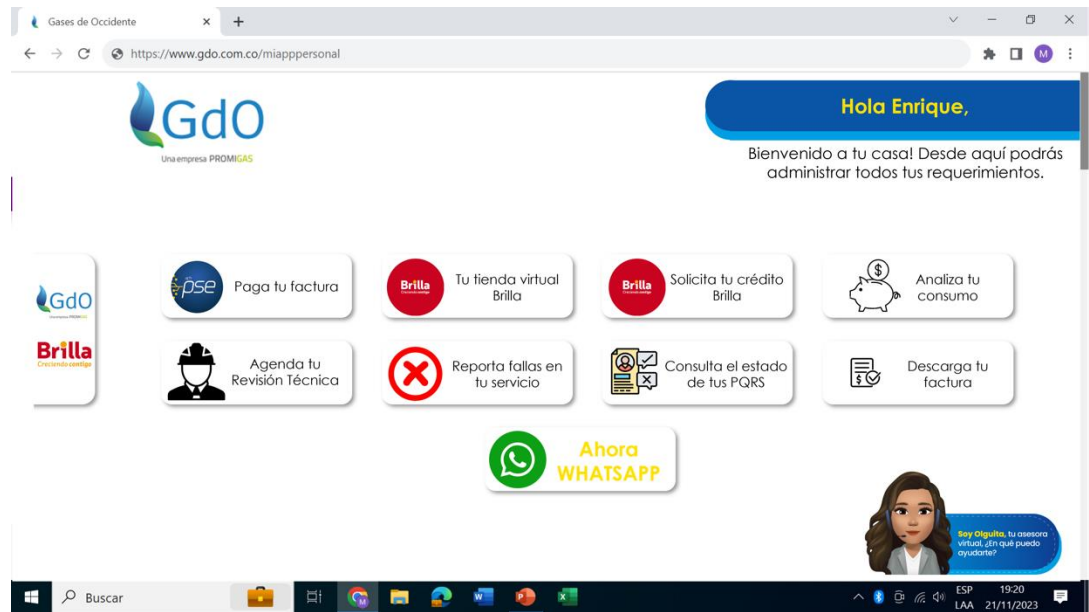 Gases de Occidente
https://www.gdo.com.co/miapppersonal
M
GdO
Una empresa PROMIGAS
Hola Enrique,
Bienvenido a tu casa! Desde aquí podrás
administrar todos tus requerimientos.
GdO
Brilla
Creciendo contigo
pse
Paga tu factura
Brilla
Tu tienda virtual
Brilla
Brilla
Solicita tu crédito
Brilla
$
Analiza tu
consumo
Agenda tu
Revisión Técnica
Reporta fallas en
tu servicio
Consulta el estado
de tus PQRS
$
Descarga tu
factura
Ahora
WHATSAPP
Soy Olguita, tu asesora
virtual, ¿En qué puedo
ayudarte?
Buscar
ESP
LAA
19:20
21/11/2023